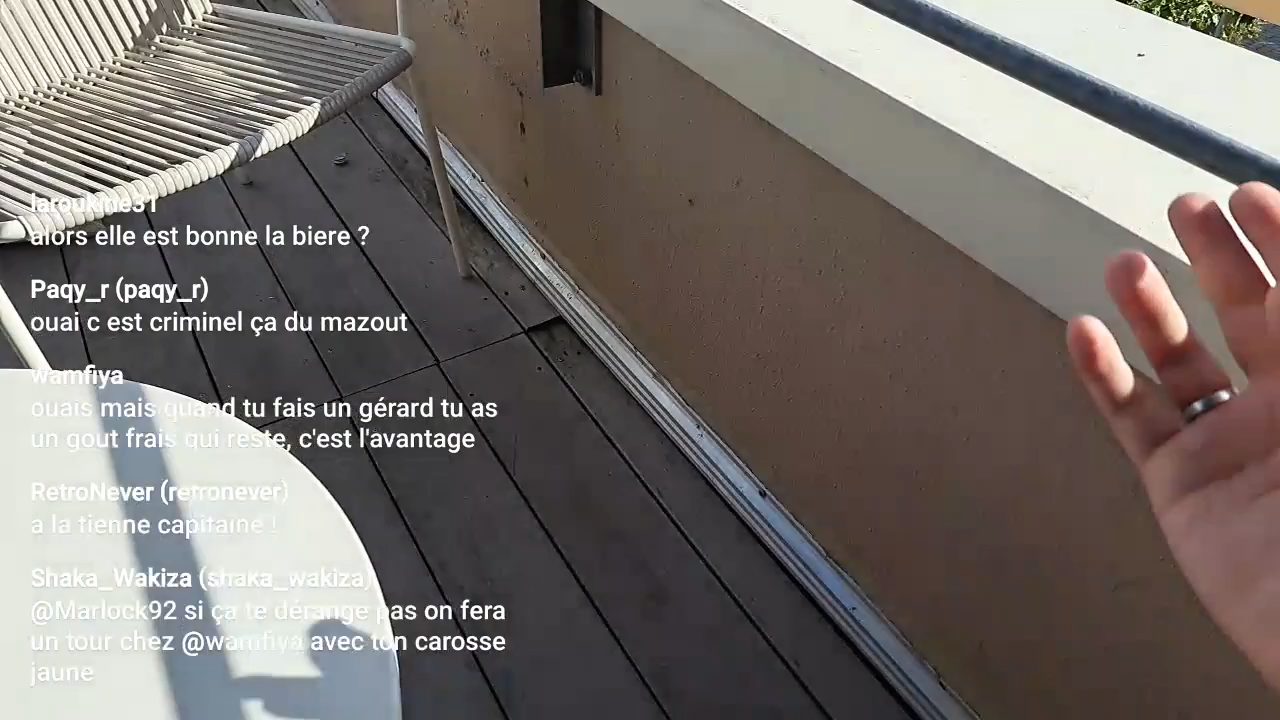 laroukine31
alors elle est bonne la biere ?
Paqy_r (paqy_r)
ouai c est criminel ça du mazout
wamfiya
ouais mais quand tu fais un gérard tu as
un gout frais qui reste, c'est l'avantage
RetroNever (retronever)
a la tienne capitaine !
Shaka_Wakiza (shaka_wakiza)
@Marlock92 si ça te dérange pas on fera
un tour chez @wamfiya avec ton carosse
jaune